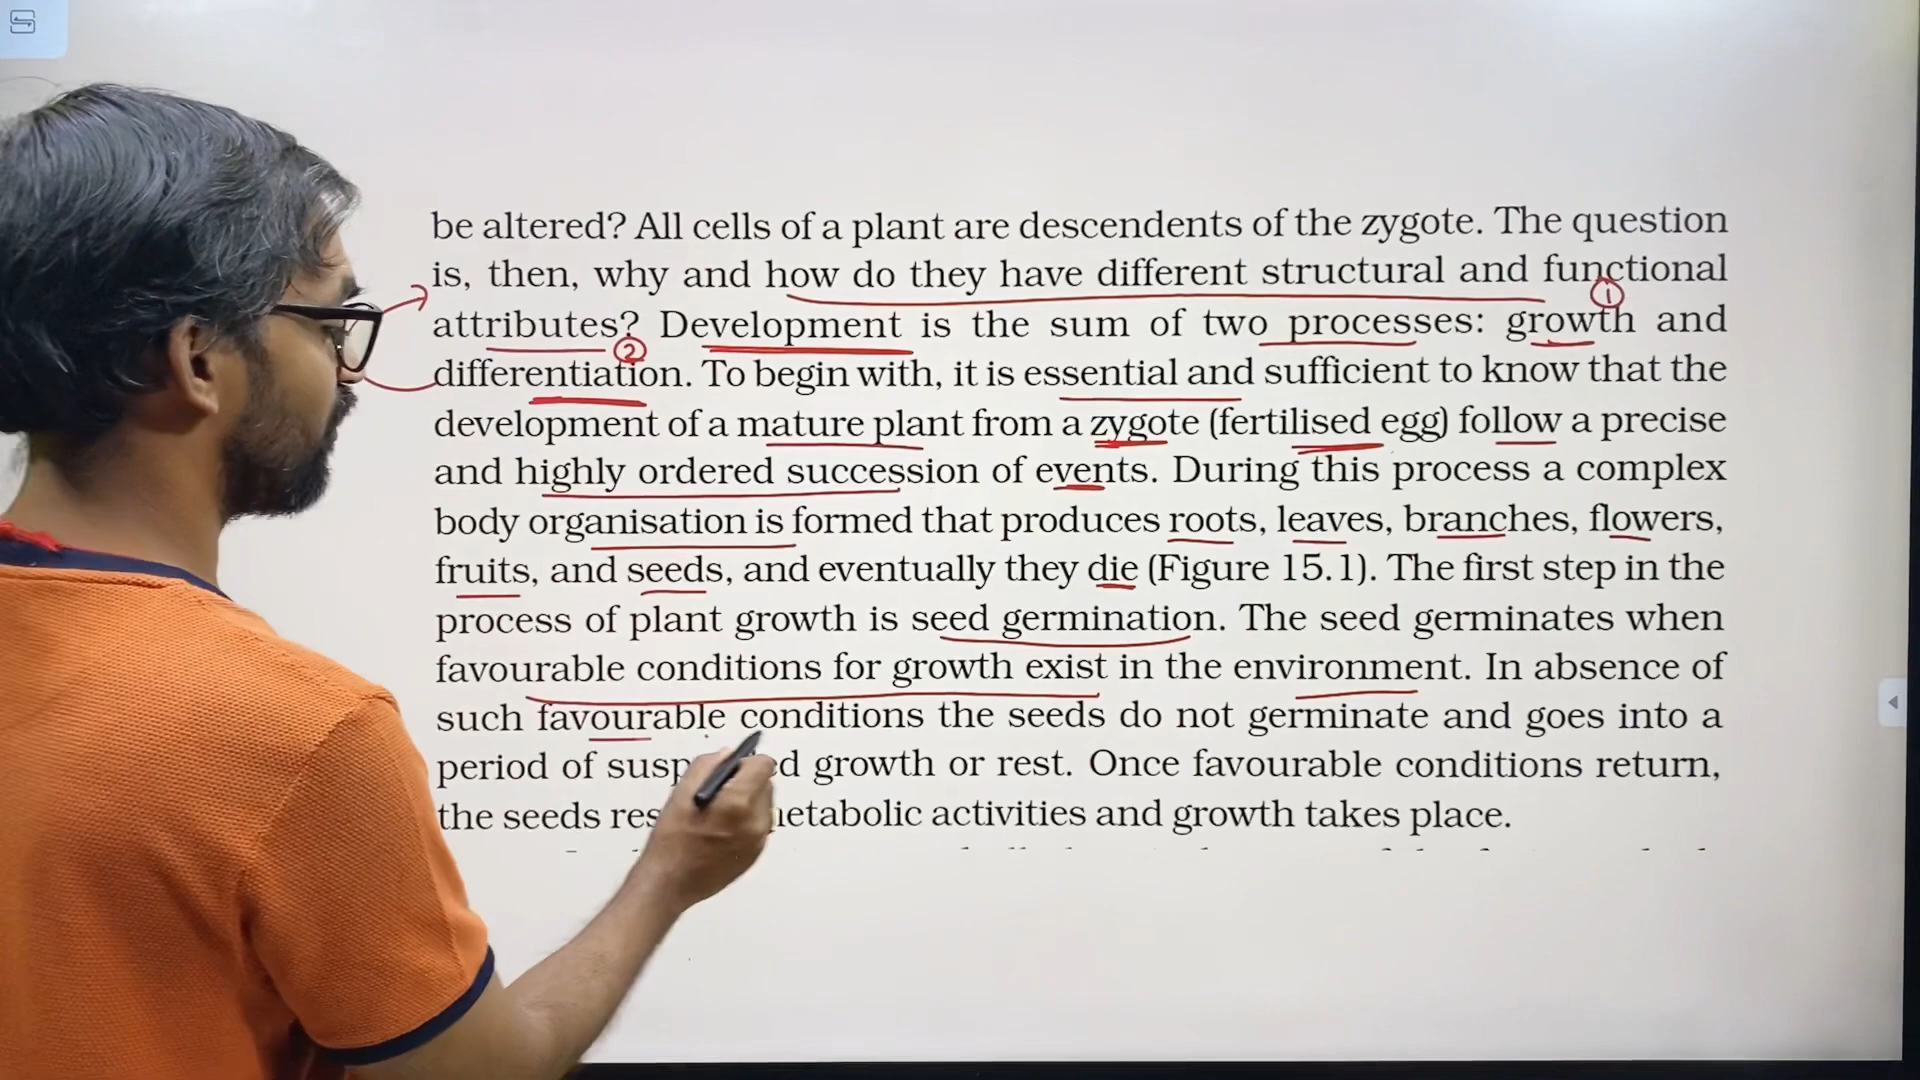 be altered? All cells of a plant are descendents of the zygote. The question
is, then, why and how do they have different structural and functional
1
attributes? Development is the sum of two processes: growth and
2
differentiation. To begin with, it is essential and sufficient to know that the
development of a mature plant from a zygote (fertilised egg) follow a precise
and highly ordered succession of events. During this process a complex
body organisation is formed that produces roots, leaves, branches, flowers,
fruits, and seeds, and eventually they die (Figure 15.1). The first step in the
process of plant growth is seed germination. The seed germinates when
favourable conditions for growth exist in the environment. In absence of
such favourable conditions the seeds do not germinate and goes into a
period of growth or rest. Once favourable conditions return,
the seeds activities and growth takes place.